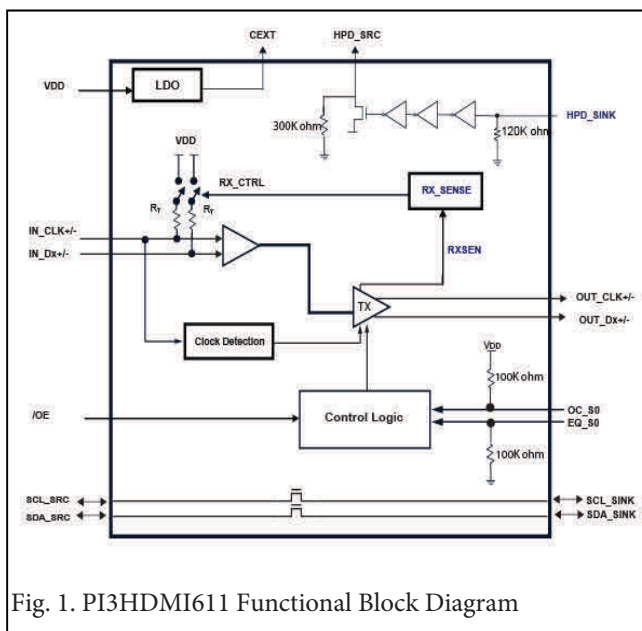 CEXT
HPD_SRC
VDD
LDO
300K ohm
120K ohm
HPD_SINK
VDD
RX_CTRL
RX_SENSE
RT
RT
IN_CLK+/-
IN_Dx+/-
RXSEN
TX
OUT_CLK+/-
OUT_Dx+/-
Clock Detection
VDD
100K ohm
/OE
Control Logic
OC_S0
EQ_S0
100K ohm
SCL_SRC
SCL_SINK
SDA_SRC
SDA_SINK
Fig. 1. PI3HDMI611 Functional Block Diagram